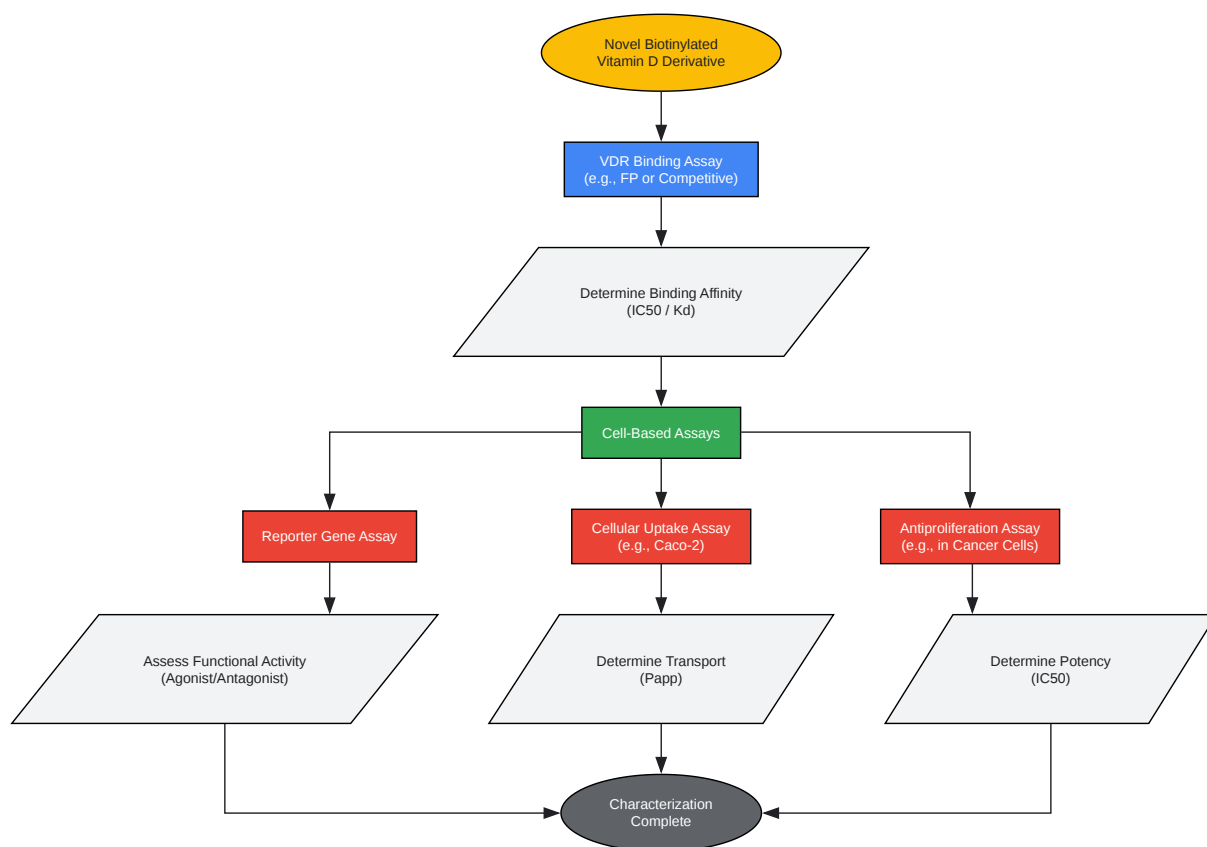 Novel Biotinylated
Vitamin D Derivative
VDR Binding Assay
(e.g., FP or Competitive)
Determine Binding Affinity
(IC50 / Kd)
Cell-Based Assays
Reporter Gene Assay
Cellular Uptake Assay
(e.g., Caco-2)
Antiproliferation Assay
(e.g., in Cancer Cells)
Assess Functional Activity
(Agonist/Antagonist)
Determine Transport
(Papp)
Determine Potency
(IC50)
Characterization
Complete